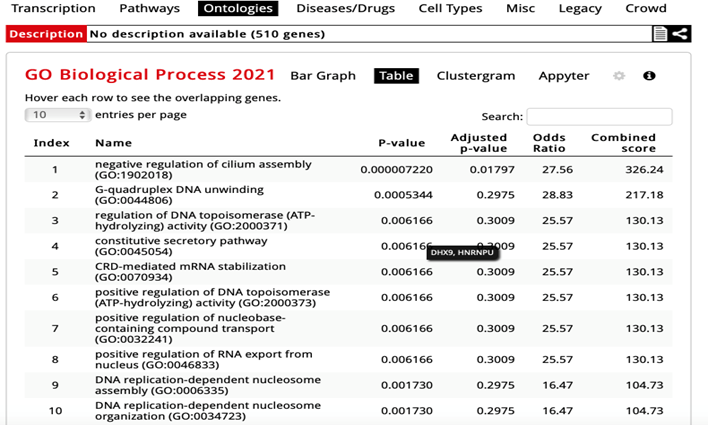 Transcription Pathways Ontologies Diseases/Drugs Cell Types Misc Legacy Crowd
Description No description available (510 genes)
GO Biological Process 2021 Bar Graph Table Clustergram Appyter
Hover each row to see the overlapping genes.
10 entries per page Search:
Index Name P-value Adjusted p-value Odds Ratio Combined score
1 negative regulation of cilium assembly (GO:1902018) 0.000007220 0.01797 27.56 326.24
2 G-quadruplex DNA unwinding (GO:0044806) 0.0005344 0.2975 28.83 217.18
3 regulation of DNA topoisomerase (ATP-hydrolyzing) activity (GO:2000371) 0.006166 0.3009 25.57 130.13
4 constitutive secretory pathway (GO:0045054) 0.006166 0.3009 25.57 130.13
DHX9, HNRNPU
5 CRD-mediated mRNA stabilization (GO:0070934) 0.006166 0.3009 25.57 130.13
6 positive regulation of DNA topoisomerase (ATP-hydrolyzing) activity (GO:2000373) 0.006166 0.3009 25.57 130.13
7 positive regulation of nucleobase-containing compound transport (GO:0032241) 0.006166 0.3009 25.57 130.13
8 positive regulation of RNA export from nucleus (GO:0046833) 0.006166 0.3009 25.57 130.13
9 DNA replication-dependent nucleosome assembly (GO:0006335) 0.001730 0.2975 16.47 104.73
10 DNA replication-dependent nucleosome organization (GO:0034723) 0.001730 0.2975 16.47 104.73